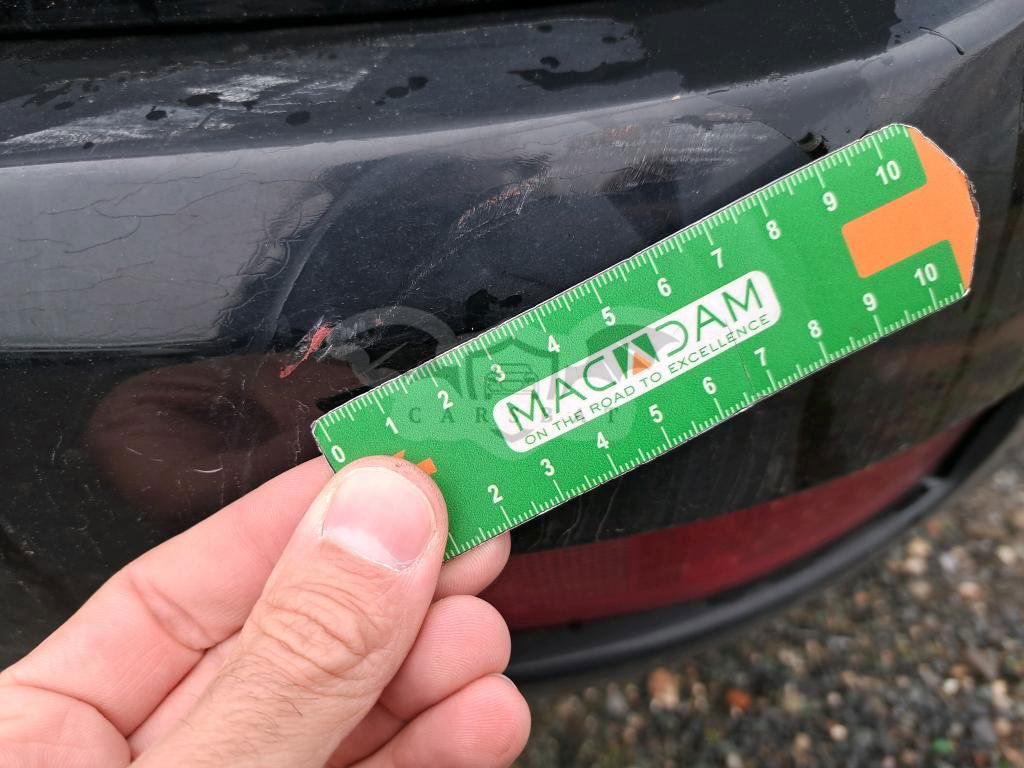 0 1 2 3 4 5 6 7 8 9 10
MACADAM
ON THE ROAD TO EXCELLENCE
2 3 4 5 6 7 8 9 10
CARSBIT